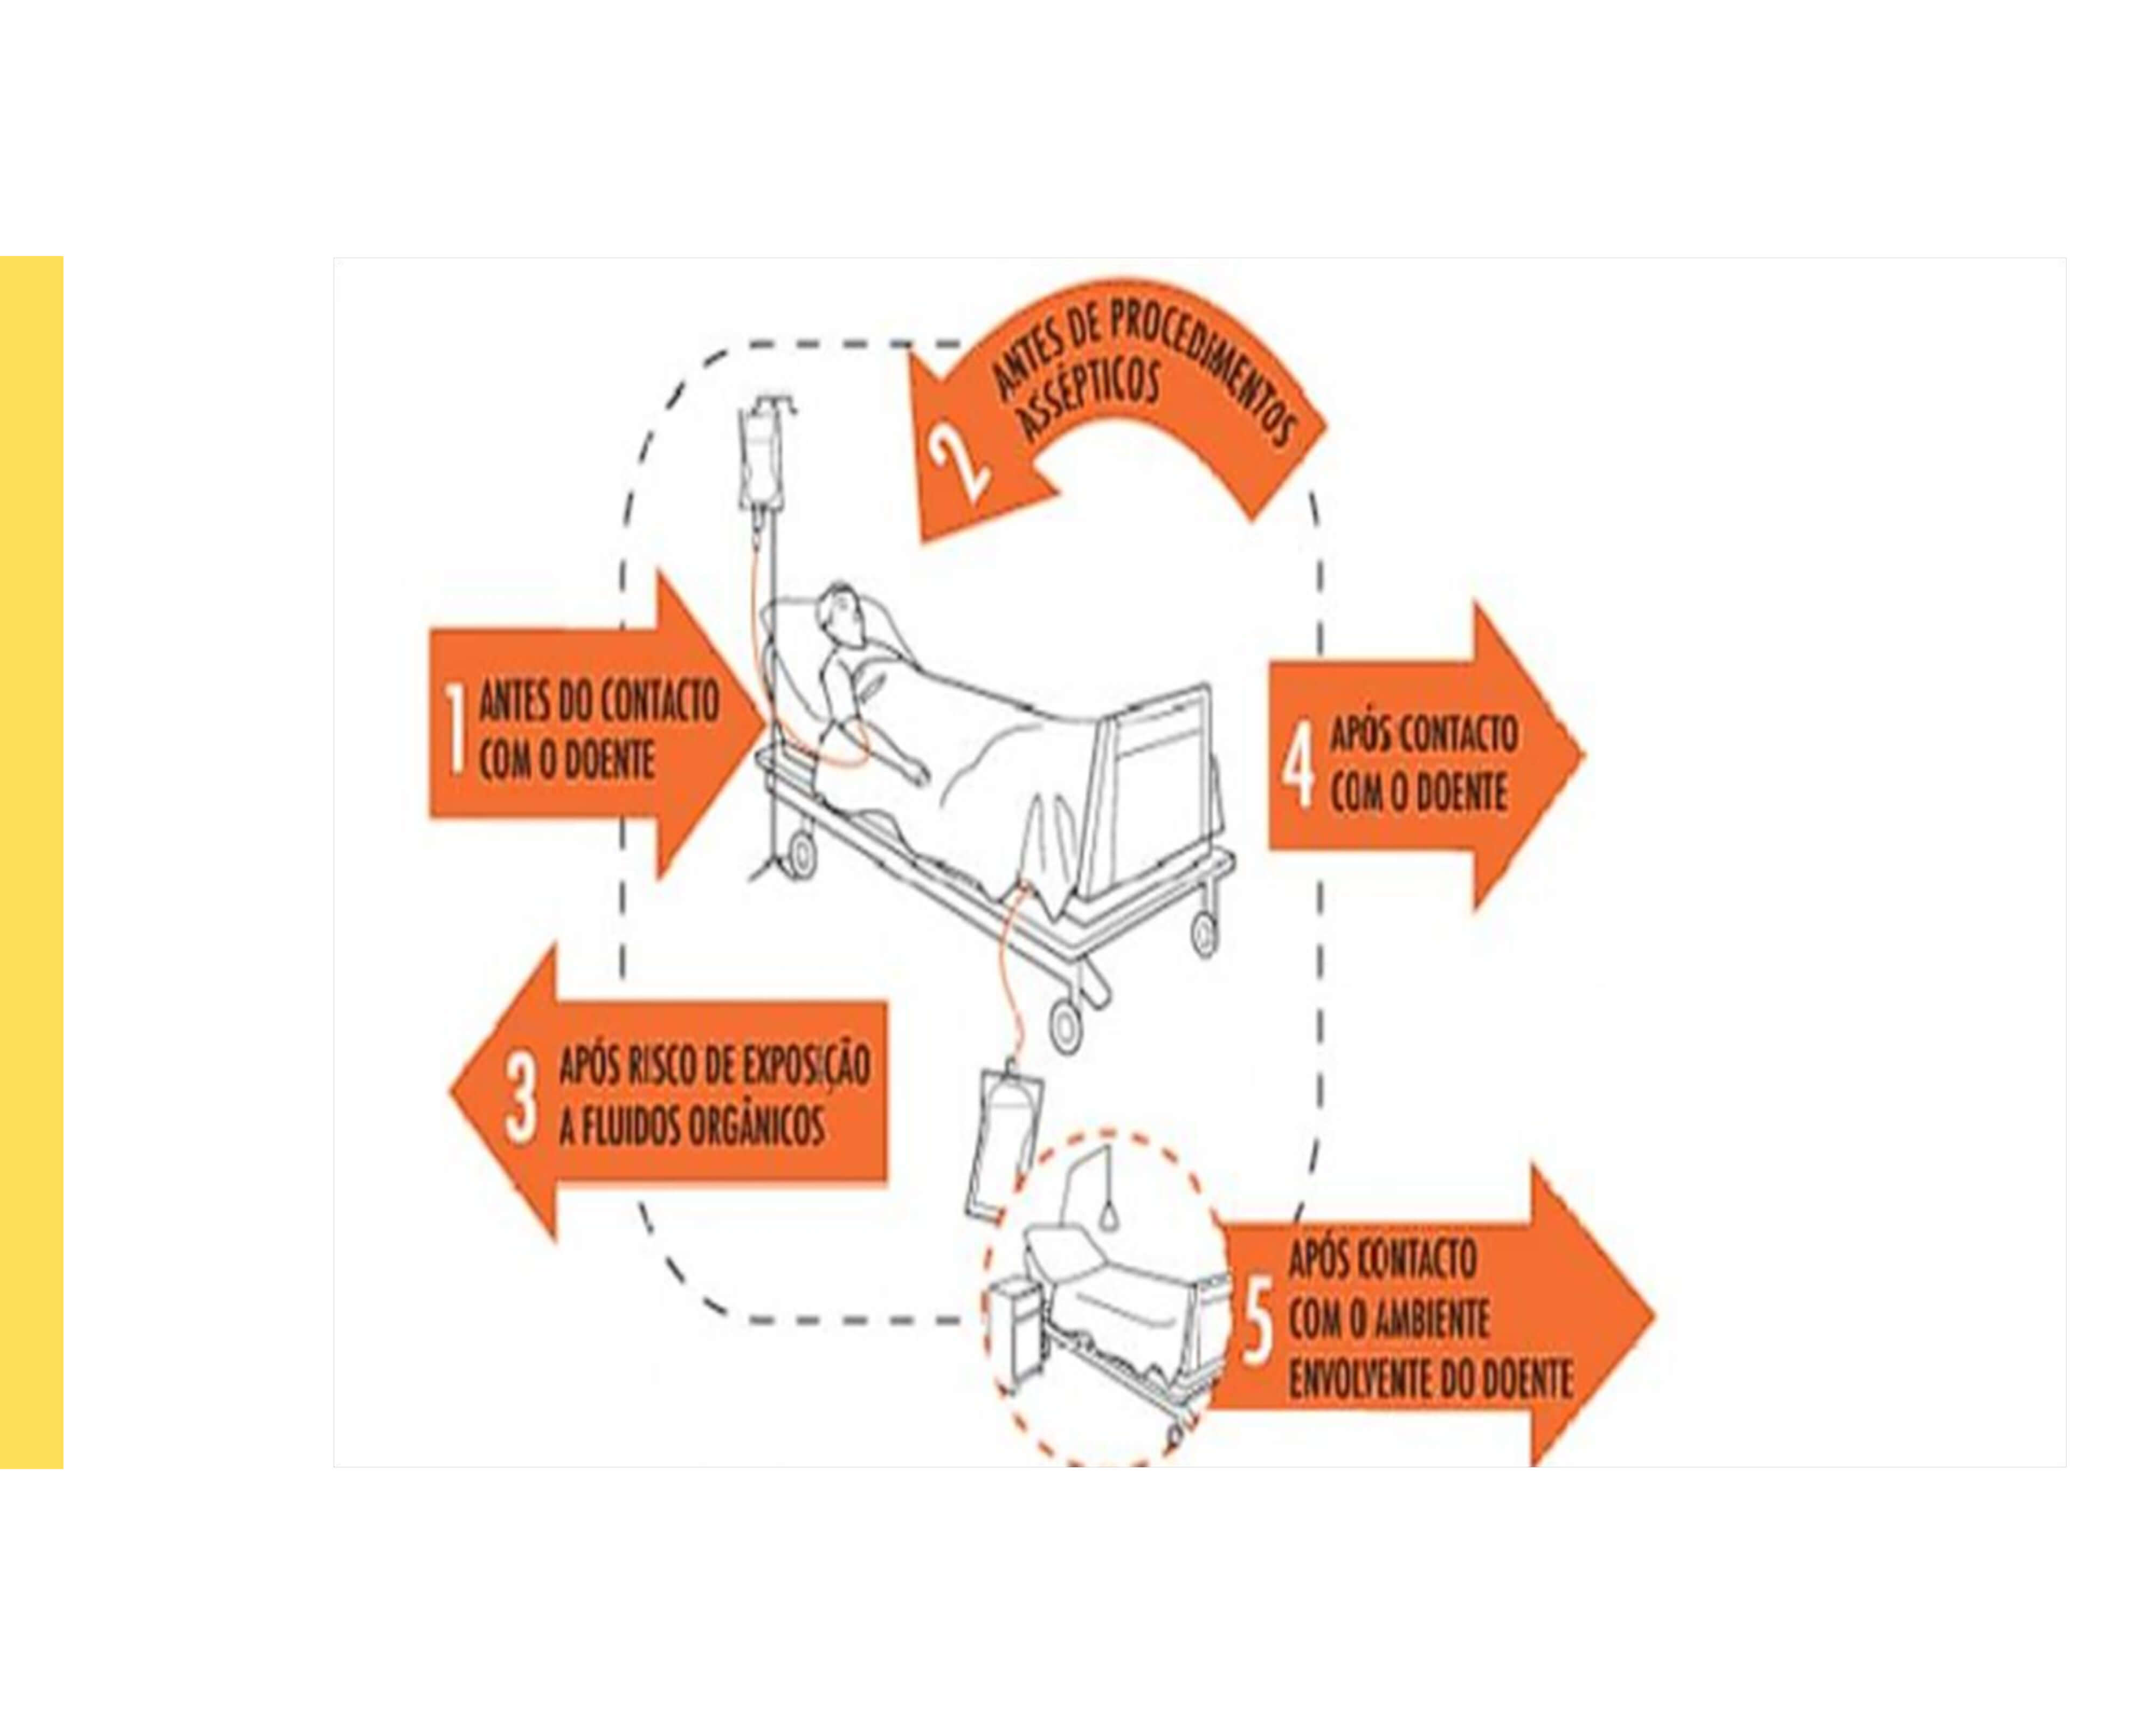 1 ANTES DO CONTACTO
COM O DOENTE
2 ANTES DE PROCEDIMENTOS
ASSÉPTICOS
3 APÓS RISCO DE EXPOSIÇÃO
A FLUIDOS ORGÂNICOS
4 APÓS CONTACTO
COM O DOENTE
5 APÓS CONTACTO
COM O AMBIENTE
ENVOLVENTE DO DOENTE